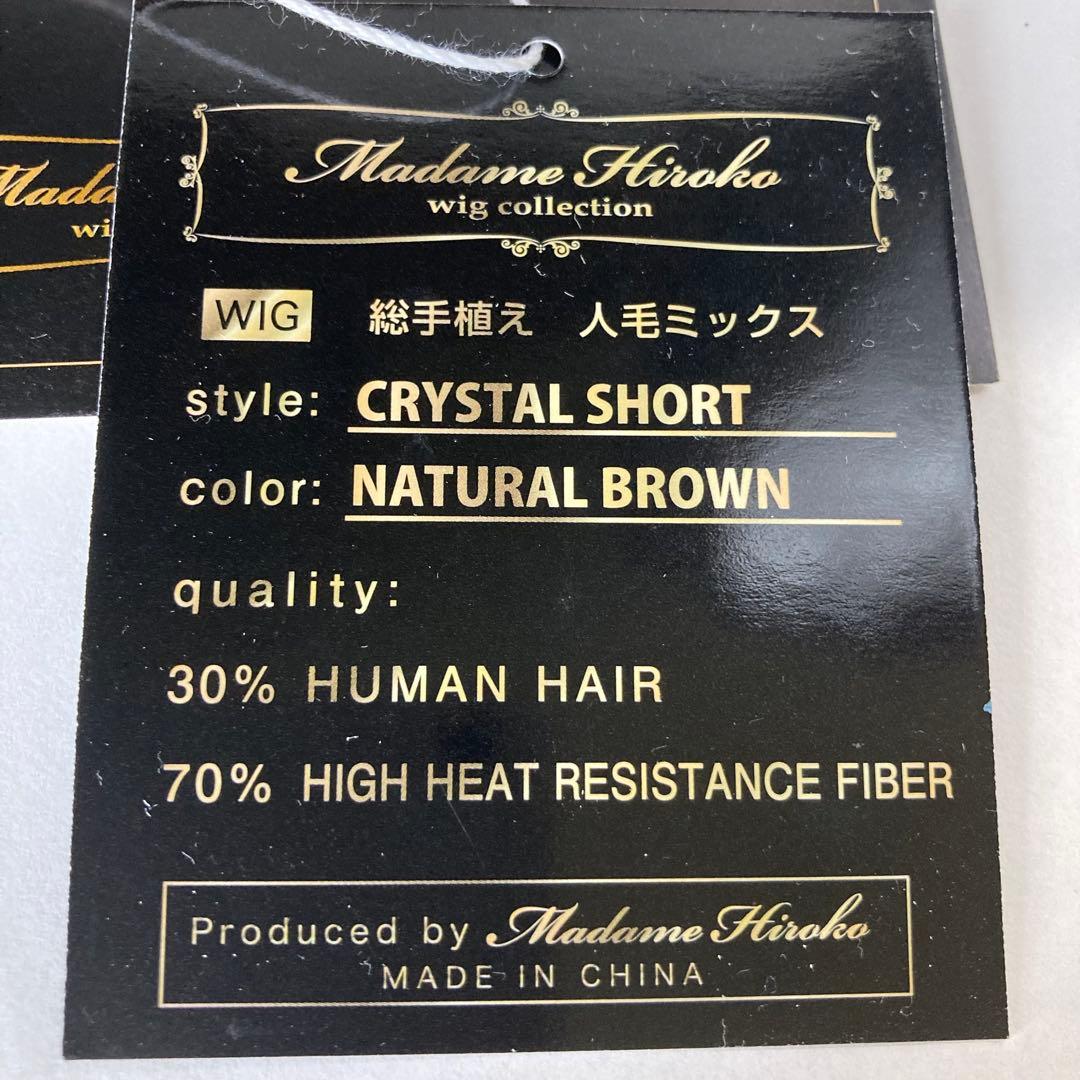 Madame Hiroko
wig collection
WIG 総手植え 人毛ミックス
style: CRYSTAL SHORT
color: NATURAL BROWN
quality:
30% HUMAN HAIR
70% HIGH HEAT RESISTANCE FIBER
Produced by Madame Hiroko
MADE IN CHINA